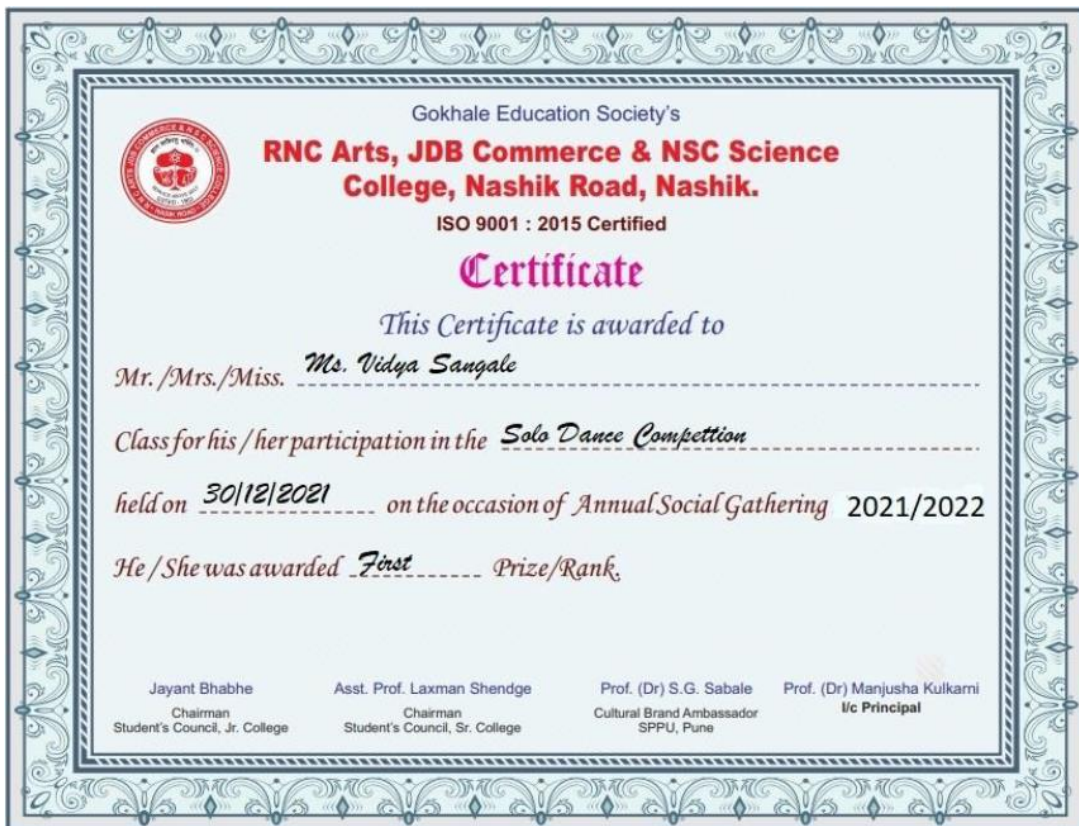 Gokhale Education Society's
RNC Arts, JDB Commerce & NSC Science
College, Nashik Road, Nashik.
ISO 9001 : 2015 Certified
Certificate
This Certificate is awarded to
Mr./Mrs./Miss. Ms. Vidya Sangale
Class for his / her participation in the Solo Dance Compettion
held on 30/12/2021 on the occasion of Annual Social Gathering 2021/2022
He / She was awarded First Prize/Rank.
Jayant Bhabhe
Chairman
Student's Council, Jr. College
Asst. Prof. Laxman Shendge
Chairman
Student's Council, Sr. College
Prof. (Dr) S.G. Sabale
Cultural Brand Ambassador
SPPU, Pune
Prof. (Dr) Manjusha Kulkarni
I/c Principal